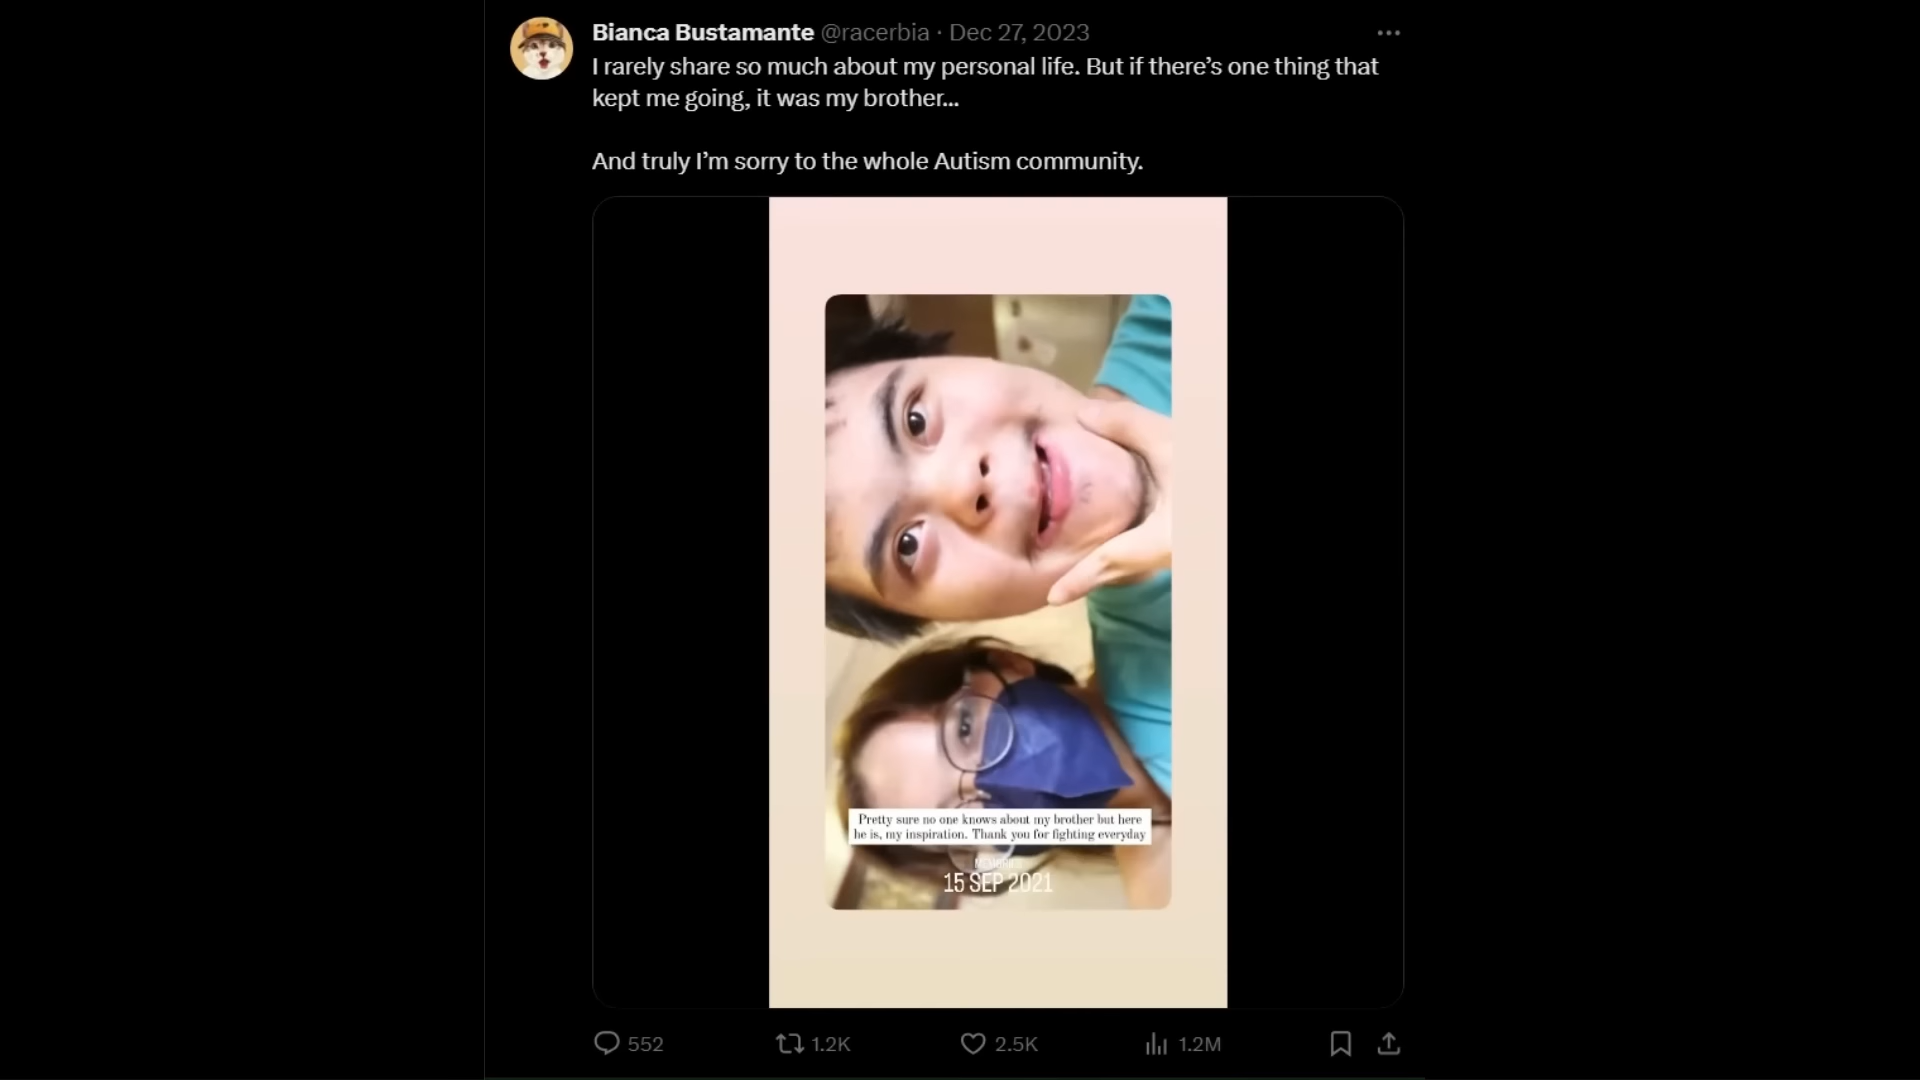 Bianca Bustamante @racerbia · Dec 27, 2023
I rarely share so much about my personal life. But if there’s one thing that
kept me going, it was my brother...
And truly I’m sorry to the whole Autism community.
Pretty sure no one knows about my brother but here
he is, my inspiration. Thank you for fighting everyday
15 SEP 2021
552 1.2K 2.5K 1.2M